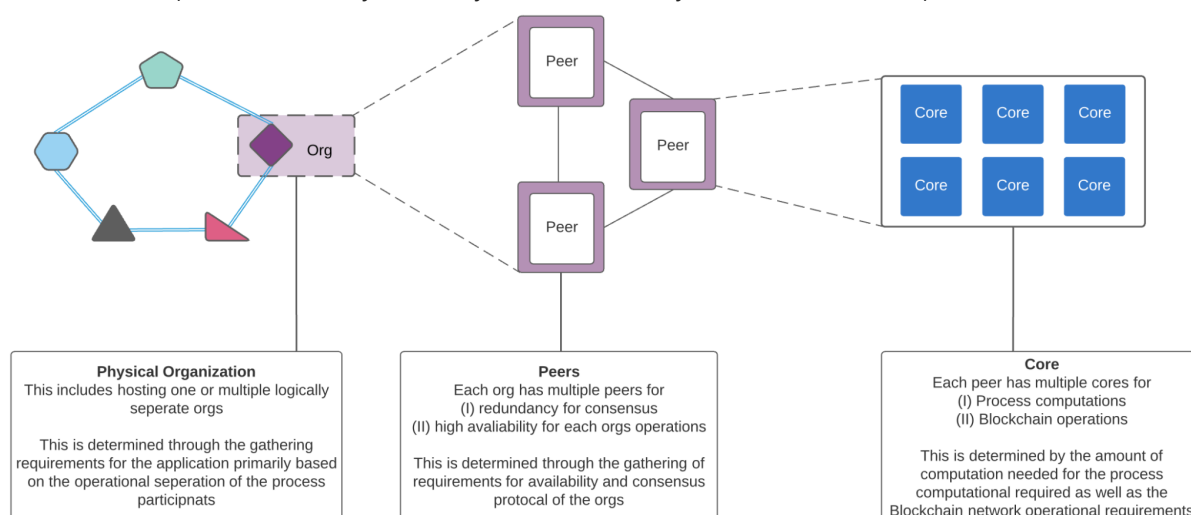 Org
Peer
Peer
Peer
Core Core Core
Core Core Core
Physical Organization
This includes hosting one or multiple logically
seperate orgs
This is determined through the gathering
requirements for the application primarily based
on the operational seperation of the process
participnats
Peers
Each org has multiple peers for
(I) redundancy for consensus
(II) high avaliability for each orgs operations
This is determined through the gathering of
requirements for availability and consensus
protocal of the orgs
Core
Each peer has multiple cores for
(I) Process computations
(II) Blockchain operations
This is determined by the amount of
computation needed for the process
computational required as well as the
Blockchain network operational requirements